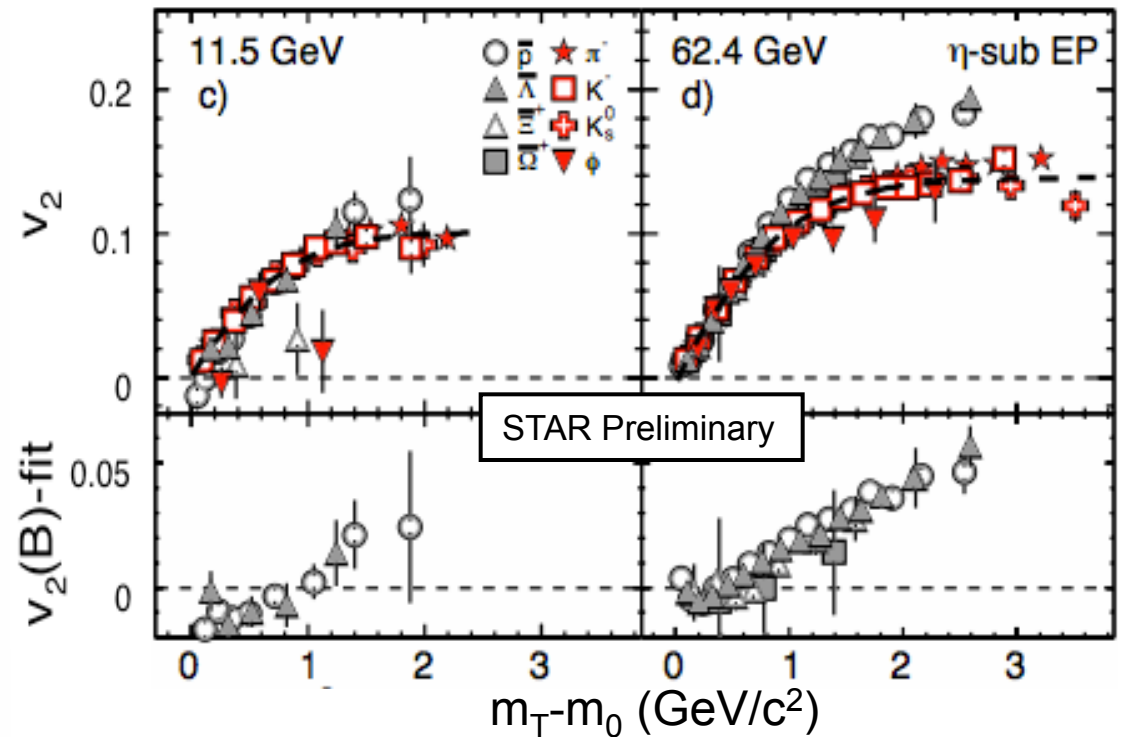 11.5 GeV
c)
p̅ π⁻
Λ̅ K⁻
Ξ̅⁺ K⁰ₛ
Ω̅⁺ ϕ
62.4 GeV η-sub EP
d)
v₂
0.2
0.1
0
STAR Preliminary
v₂(B)-fit
0.05
0
0 1 2 3 0 1 2 3
m_T-m₀ (GeV/c²)